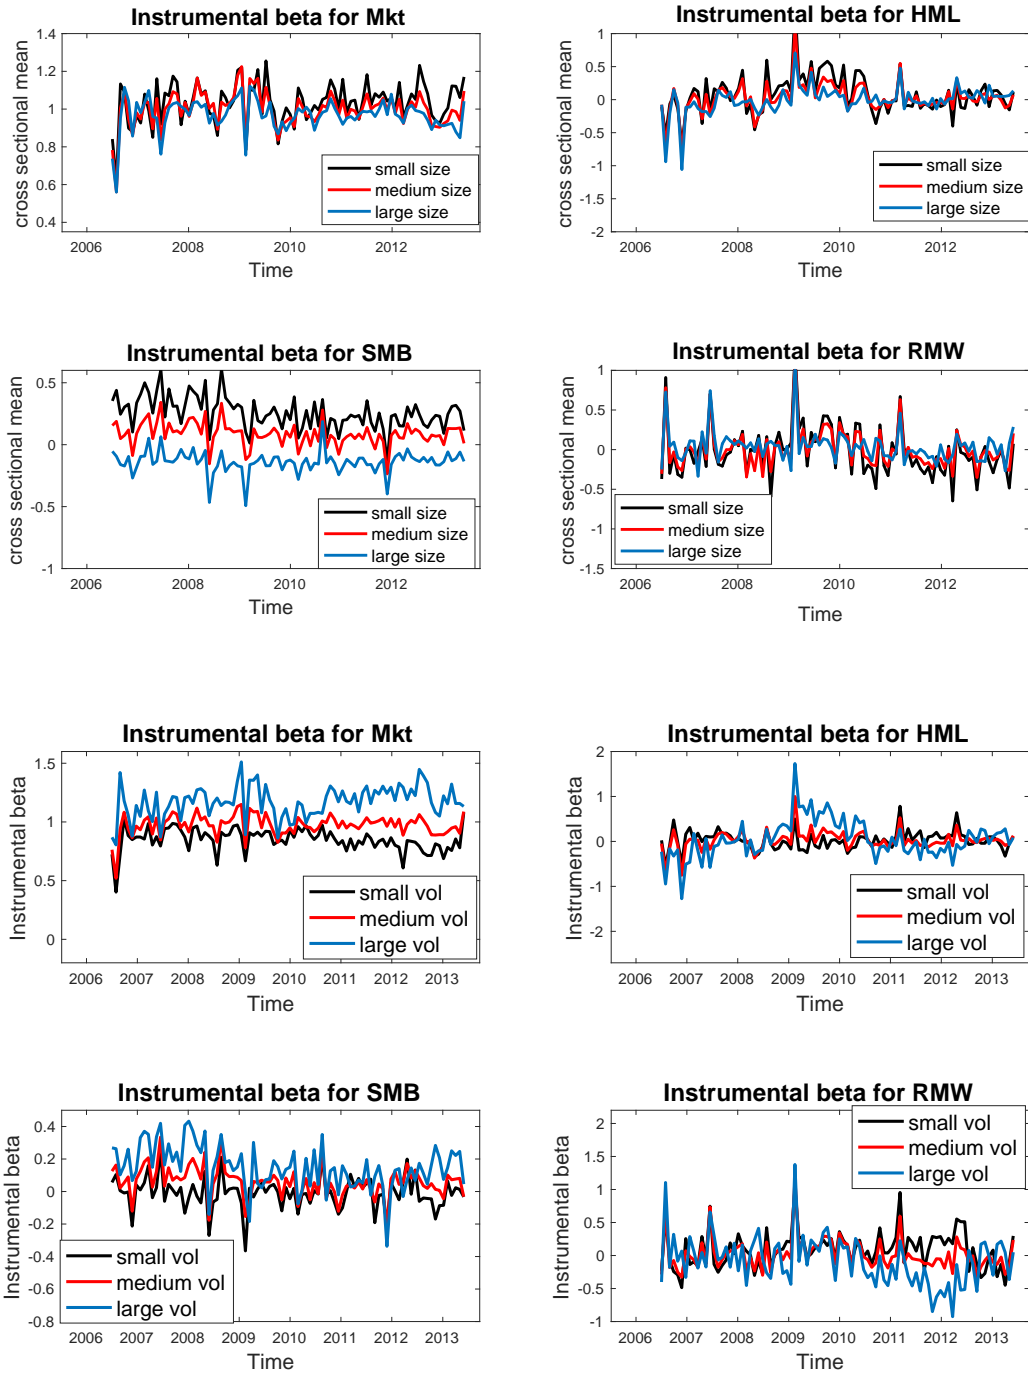 Instrumental beta for Mkt
cross sectional mean
1.4
1.2
1
0.8
0.6
0.4
2006
2008
2010
2012
Time
small size
medium size
large size
Instrumental beta for HML
cross sectional mean
1
0.5
0
-0.5
-1
-1.5
-2
2006
2008
2010
2012
Time
small size
medium size
large size
Instrumental beta for SMB
cross sectional mean
0.5
0
-0.5
-1
2006
2008
2010
2012
Time
small size
medium size
large size
Instrumental beta for RMW
cross sectional mean
1
0.5
0
-0.5
-1
-1.5
2006
2008
2010
2012
Time
small size
medium size
large size
Instrumental beta for Mkt
Instrumental beta
1.5
1
0.5
0
2006
2007
2008
2009
2010
2011
2012
2013
Time
small vol
medium vol
large vol
Instrumental beta for HML
Instrumental beta
2
1
0
-1
-2
2006
2007
2008
2009
2010
2011
2012
2013
Time
small vol
medium vol
large vol
Instrumental beta for SMB
Instrumental beta
0.4
0.2
0
-0.2
-0.4
-0.6
-0.8
2006
2007
2008
2009
2010
2011
2012
2013
Time
small vol
medium vol
large vol
Instrumental beta for RMW
Instrumental beta
2
1.5
1
0.5
0
-0.5
-1
2006
2007
2008
2009
2010
2011
2012
2013
Time
small vol
medium vol
large vol